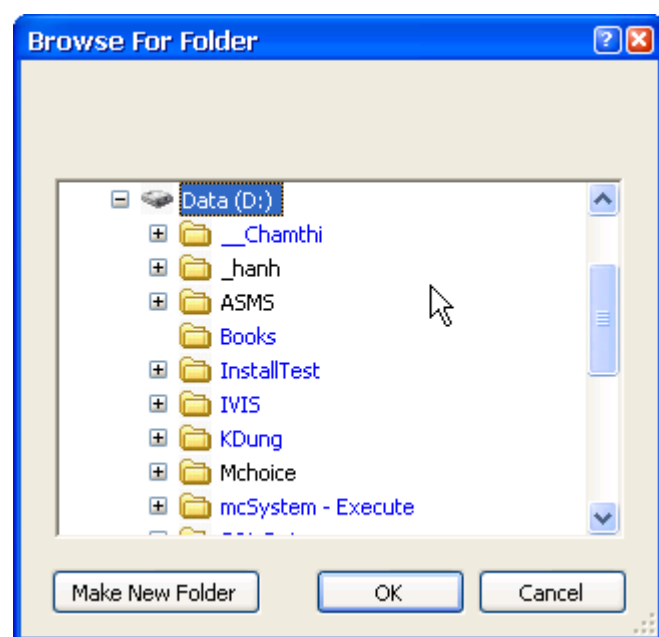 Browse For Folder
Data (D:)
__Chamthi
_hanh
ASMS
Books
InstallTest
IVIS
KDung
Mchoice
mcSystem - Execute
Make New Folder OK Cancel